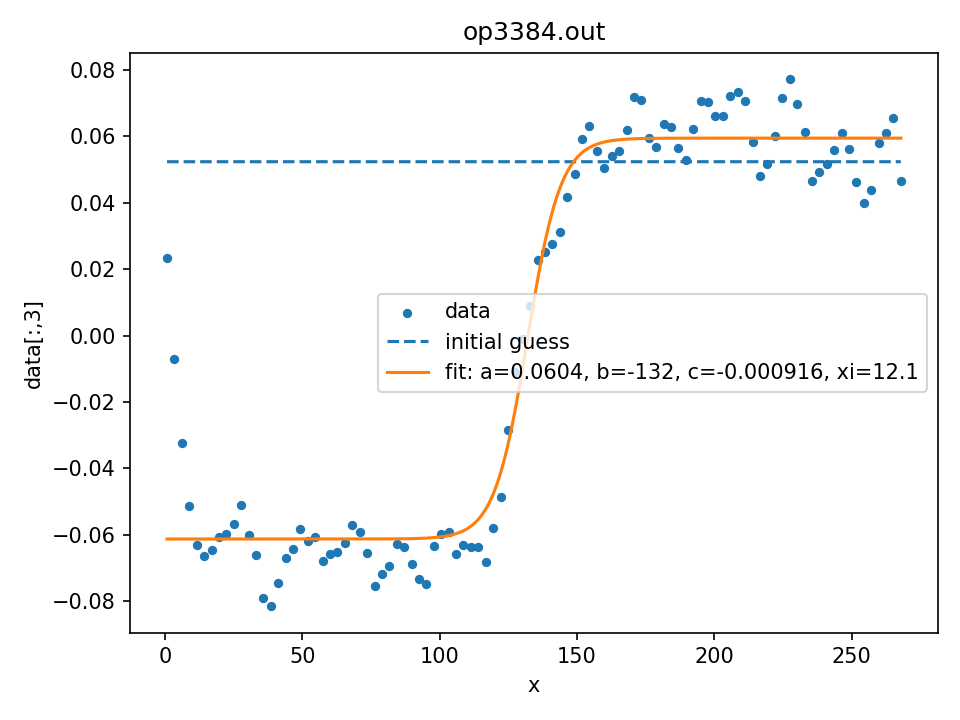 op3384.out
0.08
0.06
0.04
0.02
0.00
−0.02
−0.04
−0.06
−0.08
data[:,3]
data
initial guess
fit: a=0.0604, b=-132, c=-0.000916, xi=12.1
0 50 100 150 200 250
x